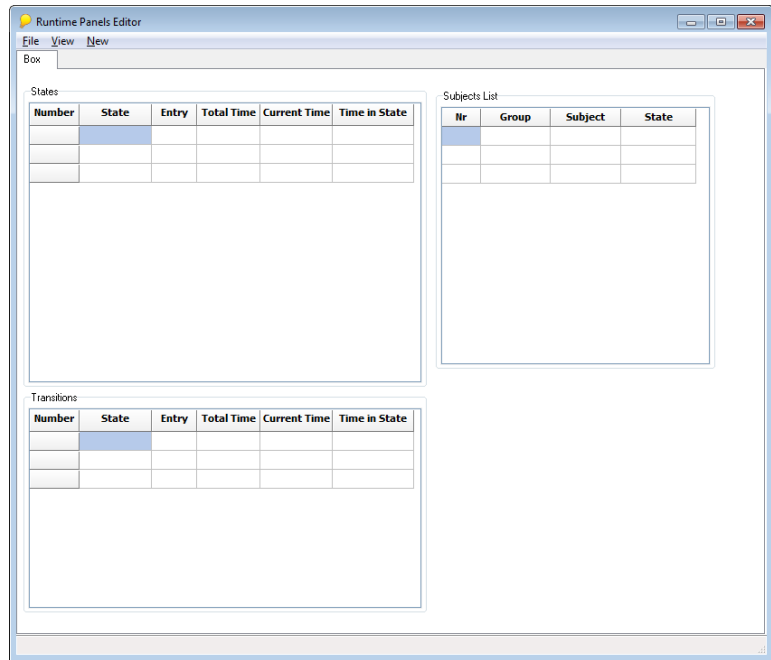 Runtime Panels Editor
File View New
Box
States
Number State Entry Total Time Current Time Time in State
Subjects List
Nr Group Subject State
Transitions
Number State Entry Total Time Current Time Time in State